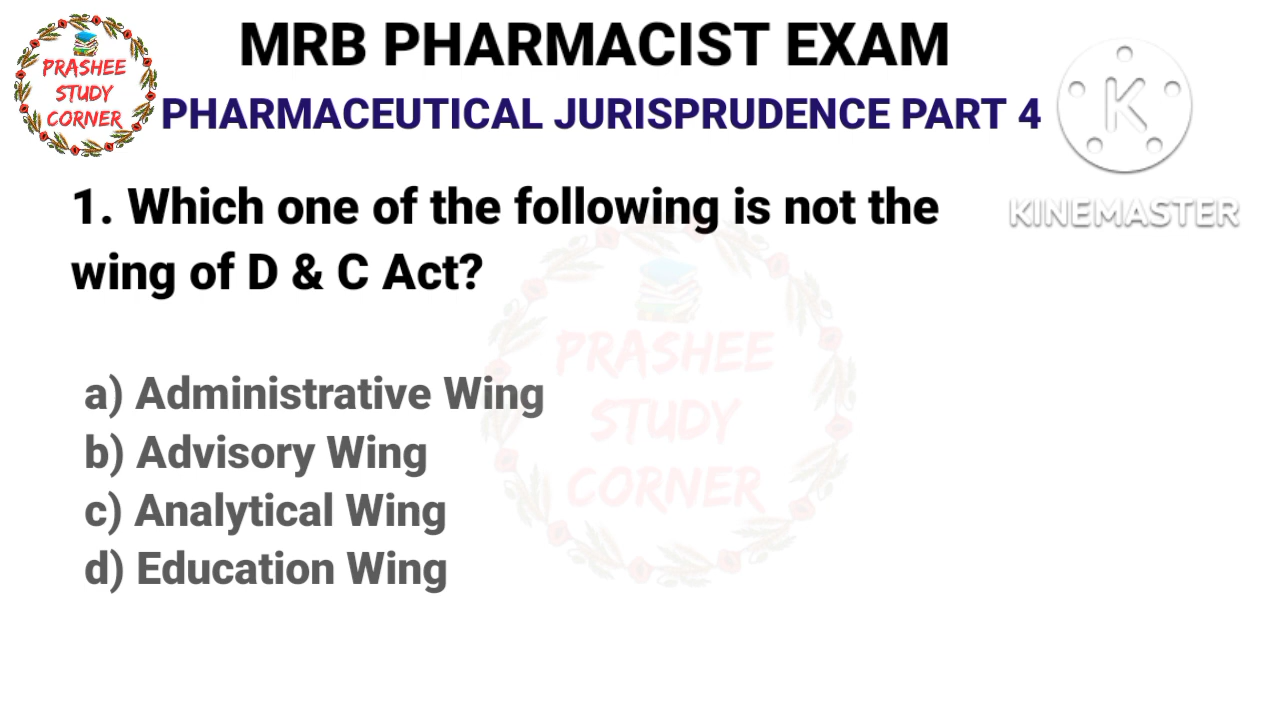 MRB PHARMACIST EXAM
PRASHEE
STUDY
CORNER
PHARMACEUTICAL JURISPRUDENCE PART 4
K
KINEMASTER
1. Which one of the following is not the
wing of D & C Act?
a) Administrative Wing
b) Advisory Wing
c) Analytical Wing
d) Education Wing
PRASHEE
STUDY
CORNER